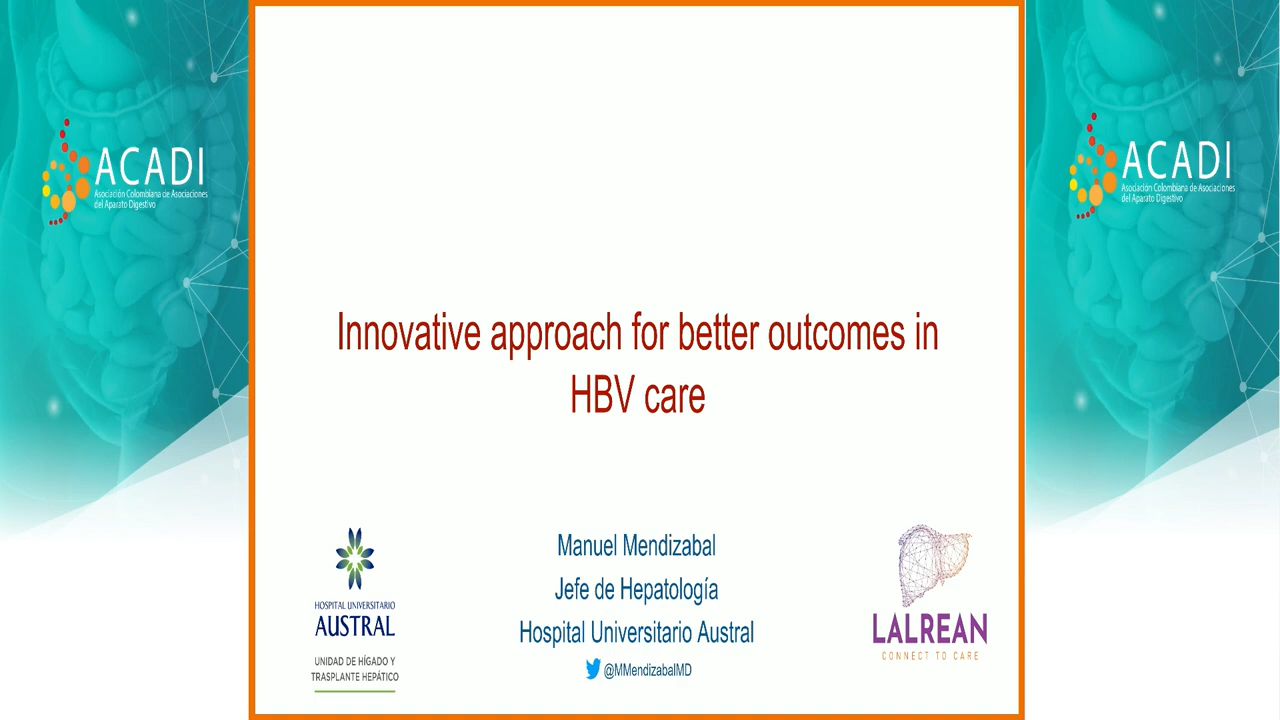 ACADI
Asociación Colombiana de Asociaciones
del Aparato Digestivo
Innovative approach for better outcomes in
HBV care
HOSPITAL UNIVERSITARIO
AUSTRAL
UNIDAD DE HÍGADO Y
TRASPLANTE HEPÁTICO
Manuel Mendizabal
Jefe de Hepatología
Hospital Universitario Austral
@MMendizabalMD
LALREAN
CONNECT TO CARE
ACADI
Asociación Colombiana de Asociaciones
del Aparato Digestivo